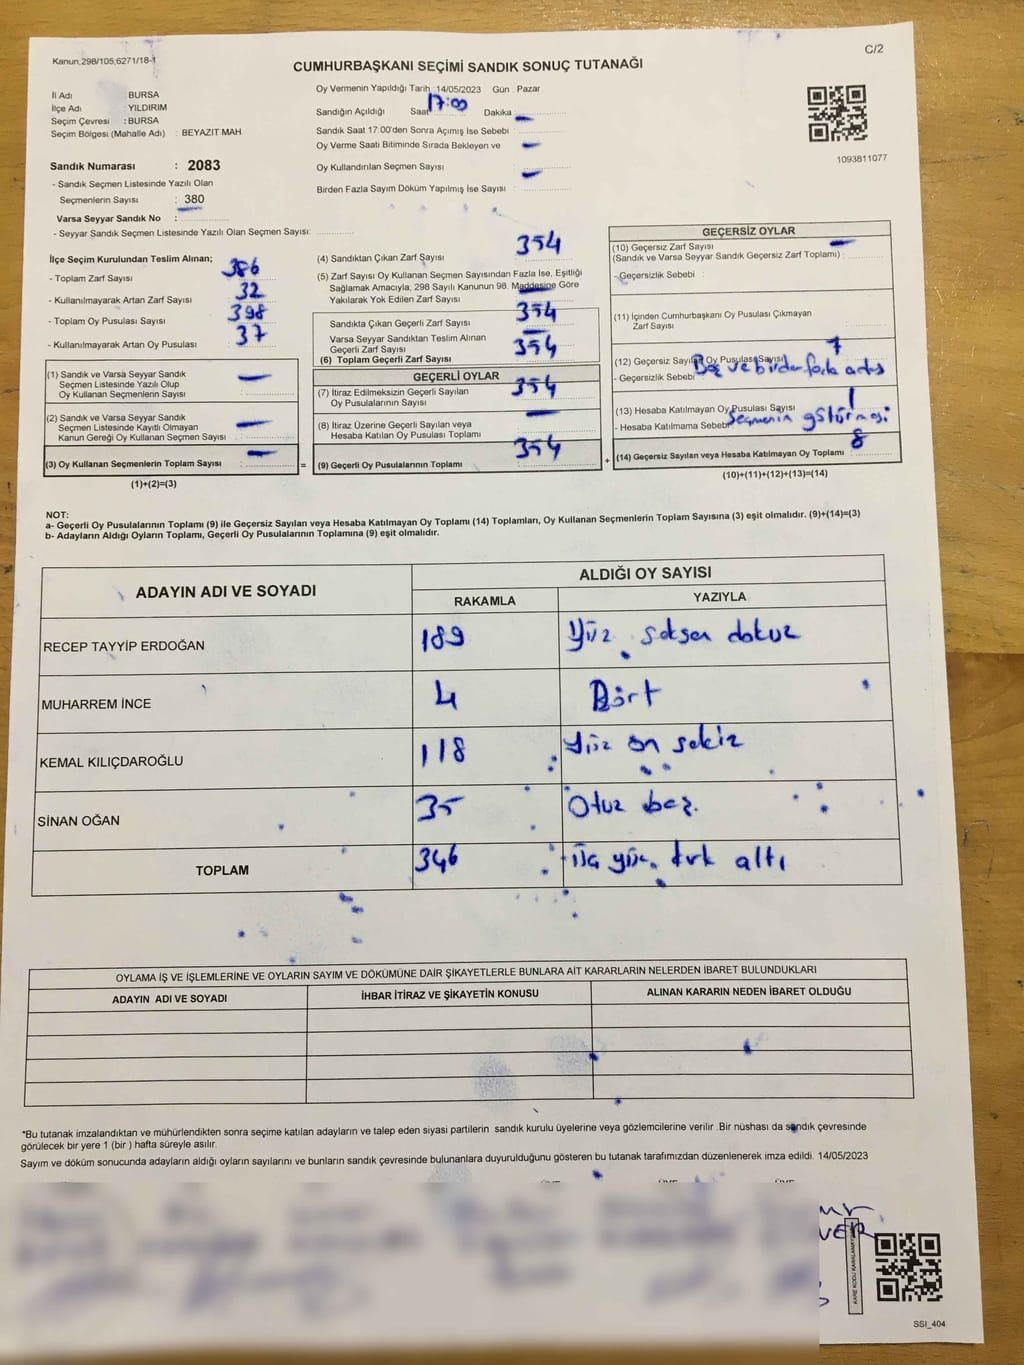 Kanun,298/105,6271/18-1
C/2
CUMHURBAŞKANI SEÇİMİ SANDIK SONUÇ TUTANAĞI
İl Adı BURSA
İlçe Adı YILDIRIM
Seçim Çevresi : BURSA
Seçim Bölgesi (Mahalle Adı) : BEYAZIT MAH.
Sandık Numarası : 2083
- Sandık Seçmen Listesinde Yazılı Olan
Seçmenlerin Sayısı : 380
Varsa Seyyar Sandık No :
- Seyyar Sandık Seçmen Listesinde Yazılı Olan Seçmen Sayısı:
Oy Vermenin Yapıldığı Tarih : 14/05/2023 Gün : Pazar
Sandığın Açıldığı Saat 17:00 Dakika : —
Sandık Saat 17:00'den Sonra Açımış İse Sebebi : —
Oy Verme Saati Bitiminde Sırada Bekleyen ve
Oy Kullandırılan Seçmen Sayısı : —
Birden Fazla Sayım Döküm Yapılmış İse Sayısı :
1093811077
İlçe Seçim Kurulundan Teslim Alınan;
- Toplam Zarf Sayısı 386
- Kullanılmayarak Artan Zarf Sayısı 32
- Toplam Oy Pusulası Sayısı 398
- Kullanılmayarak Artan Oy Pusulası 37
(1) Sandık ve Varsa Seyyar Sandık
Seçmen Listesinde Yazılı Olup
Oy Kullanan Seçmenlerin Sayısı —
(2) Sandık ve Varsa Seyyar Sandık
Seçmen Listesinde Kayıtlı Olmayan
Kanun Gereği Oy Kullanan Seçmen Sayısı —
(3) Oy Kullanan Seçmenlerin Toplam Sayısı —
(1)+(2)=(3)
(4) Sandıktan Çıkan Zarf Sayısı 354
(5) Zarf Sayısı Oy Kullanan Seçmen Sayısından Fazla İse, Eşitliği
Sağlamak Amacıyla; 298 Sayılı Kanunun 98. Maddesine Göre
Yakılarak Yok Edilen Zarf Sayısı —
Sandıkta Çıkan Geçerli Zarf Sayısı 354
Varsa Seyyar Sandıktan Teslim Alınan
Geçerli Zarf Sayısı —
(6) Toplam Geçerli Zarf Sayısı 354
GEÇERLİ OYLAR
(7) İtiraz Edilmeksizin Geçerli Sayılan
Oy Pusulalarının Sayısı 354
(8) İtiraz Üzerine Geçerli Sayılan veya
Hesaba Katılan Oy Pusulası Toplamı —
= (9) Geçerli Oy Pusulalarının Toplamı 354
GEÇERSİZ OYLAR
(10) Geçersiz Zarf Sayısı —
(Sandık ve Varsa Seyyar Sandık Geçersiz Zarf Toplamı) :
-Geçersizlik Sebebi :
(11) İçinden Cumhurbaşkanı Oy Pusulası Çıkmayan
Zarf Sayısı
(12) Geçersiz Sayılan Oy Pusulası Sayısı 7
- Geçersizlik Sebebi Boş ve birden fazla
(13) Hesaba Katılmayan Oy Pusulası Sayısı 1
- Hesaba Katılmama Sebebi Seçmenin götürmesi
+ (14) Geçersiz Sayılan veya Hesaba Katılmayan Oy Toplamı 8
(10)+(11)+(12)+(13)=(14)
NOT:
a- Geçerli Oy Pusulalarının Toplamı (9) ile Geçersiz Sayılan veya Hesaba Katılmayan Oy Toplamı (14) Toplamları, Oy Kullanan Seçmenlerin Toplam Sayısına (3) eşit olmalıdır. (9)+(14)=(3)
b- Adayların Aldığı Oyların Toplamı, Geçerli Oy Pusulalarının Toplamına (9) eşit olmalıdır.
ADAYIN ADI VE SOYADI
ALDIĞI OY SAYISI
RAKAMLA YAZIYLA
RECEP TAYYİP ERDOĞAN 189 Yüz seksen dokuz
MUHARREM İNCE 4 Dört
KEMAL KILIÇDAROĞLU 118 Yüz on sekiz
SİNAN OĞAN 35 Otuz beş.
TOPLAM 346 Üç yüz kırk altı
OYLAMA İŞ VE İŞLEMLERİNE VE OYLARIN SAYIM VE DÖKÜMÜNE DAİR ŞİKAYETLERLE BUNLARA AİT KARARLARIN NELERDEN İBARET BULUNDUKLARI
ADAYIN ADI VE SOYADI İHBAR İTİRAZ VE ŞİKAYETİN KONUSU ALINAN KARARIN NEDEN İBARET OLDUĞU
*Bu tutanak imzalandıktan ve mühürlendikten sonra seçime katılan adayların ve talep eden siyasi partilerin sandık kurulu üyelerine veya gözlemcilerine verilir .Bir nüshası da sandık çevresinde
görülecek bir yere 1 (bir ) hafta süreyle asılır.
Sayım ve döküm sonucunda adayların aldığı oyların sayılarını ve bunların sandık çevresinde bulunanlara duyurulduğunu gösteren bu tutanak tarafımızdan düzenlenerek imza edildi. 14/05/2023
KARE KODU KARALAMAYINIZ
SSI_404